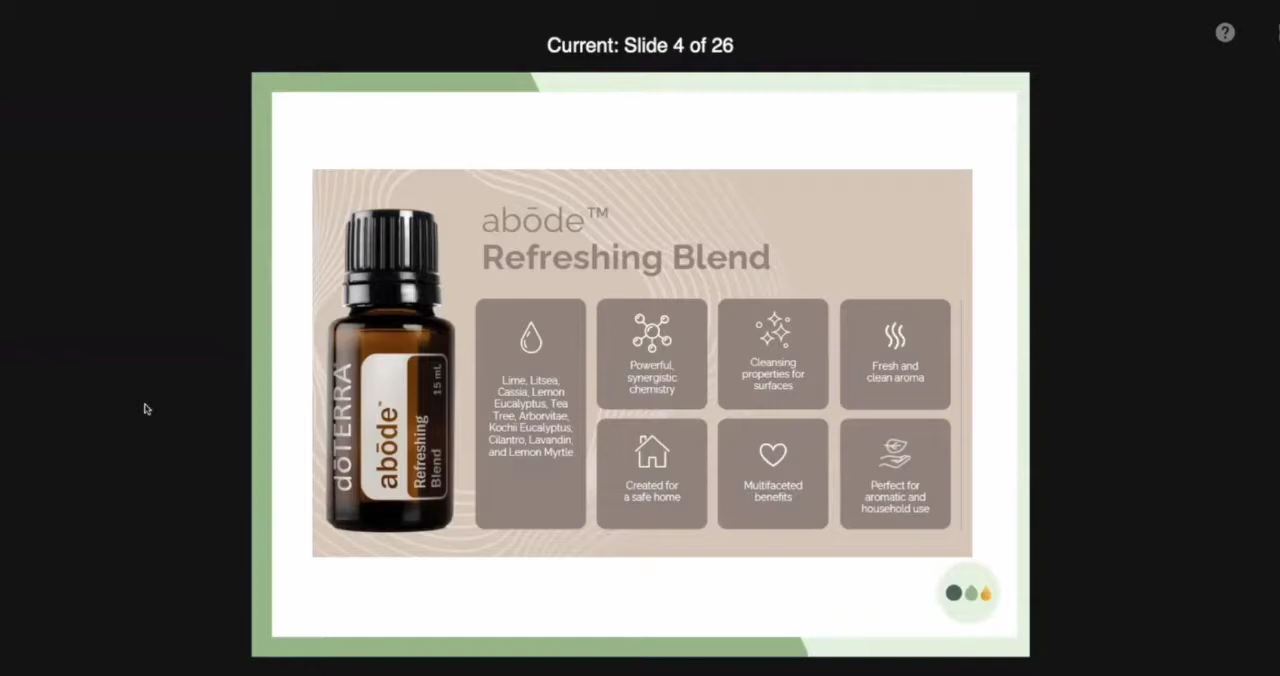 Current: Slide 4 of 26
?
abōde™
Refreshing Blend
dōTERRA
abōde™
Refreshing
Blend
15 mL
Lime, Litsea,
Cassia, Lemon
Eucalyptus, Tea
Tree, Arborvitae,
Kochii Eucalyptus,
Cilantro, Lavandin,
and Lemon Myrtle
Powerful,
synergistic
chemistry
Cleansing
properties for
surfaces
Fresh and
clean aroma
Created for
a safe home
Multifaceted
benefits
Perfect for
aromatic and
household use